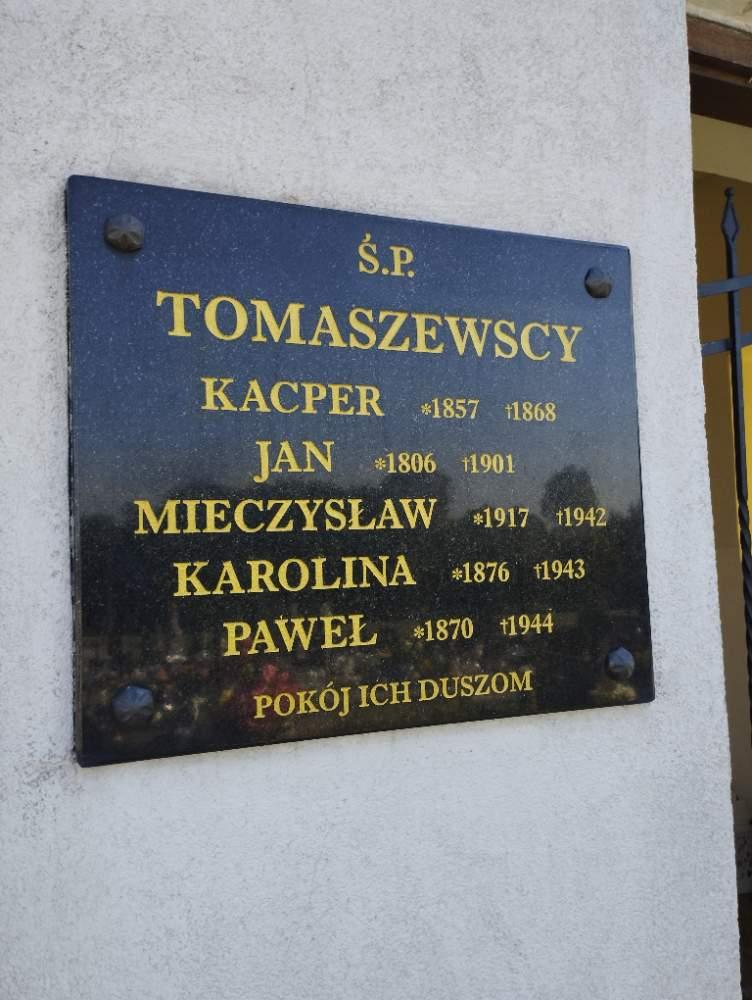 Ś.P.
TOMASZEWSCY
KACPER *1857 †1868
JAN *1806 †1901
MIECZYSŁAW *1917 †1942
KAROLINA *1876 †1943
PAWEŁ *1870 †1944
POKÓJ ICH DUSZOM